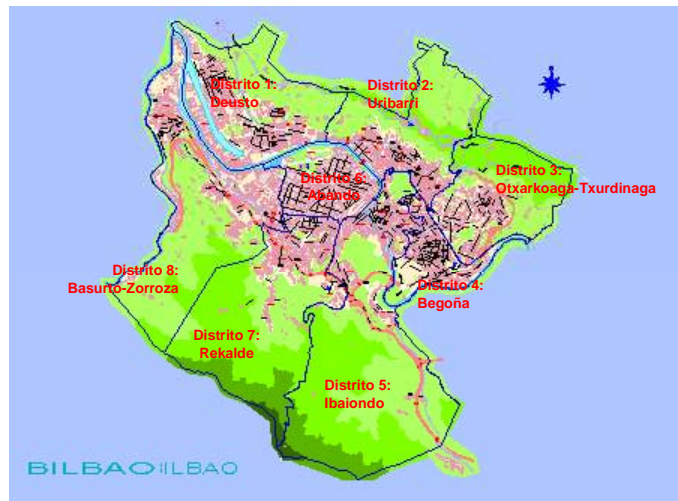 Distrito 1:
Deusto
Distrito 2:
Uribarri
Distrito 3:
Otxarkoaga-Txurdinaga
Distrito 6:
Abando
Distrito 8:
Basurto-Zorroza
Distrito 4:
Begoña
Distrito 7:
Rekalde
Distrito 5:
Ibaiondo
BILBAO BILBAO